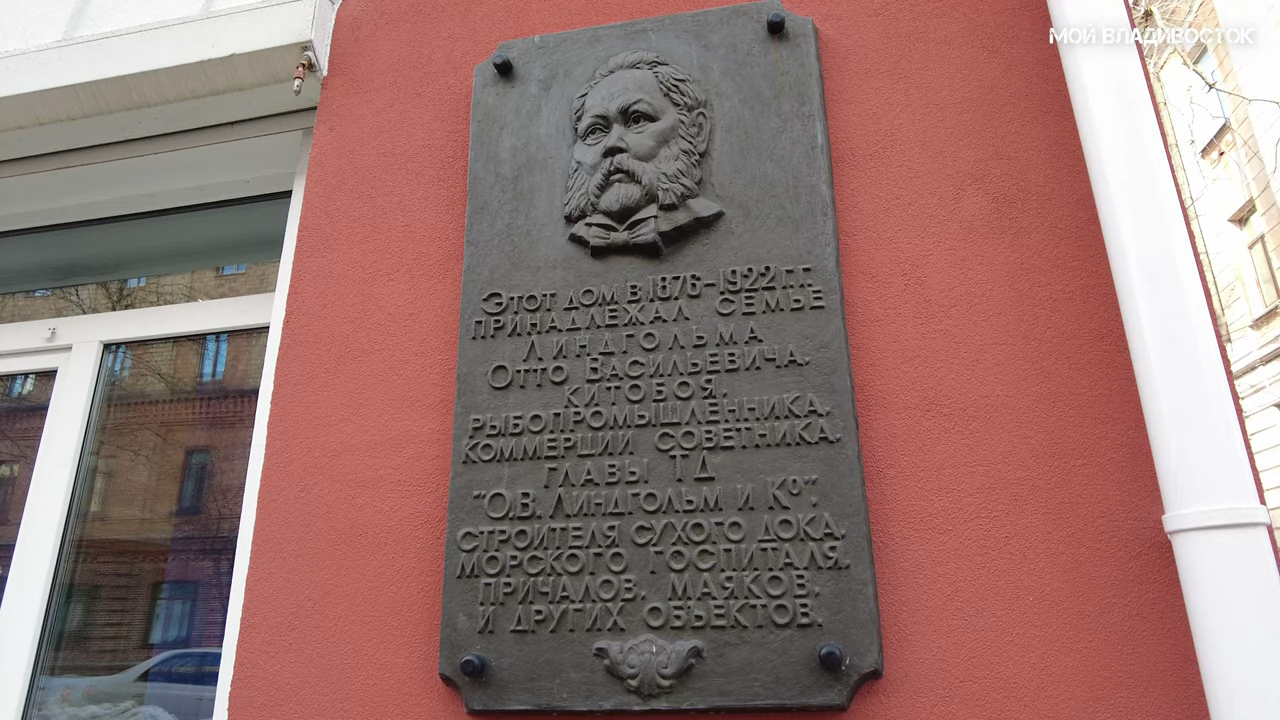 МОЙ ВЛАДИВОСТОК
ЭТОТ ДОМ В 1876-1922 Г.Г.
ПРИНАДЛЕЖАЛ СЕМЬЕ
ЛИНДГОЛЬМА
ОТТО ВАСИЛЬЕВИЧА,
КИТОБОЯ,
РЫБОПРОМЫШЛЕННИКА,
КОММЕРЦИИ СОВЕТНИКА,
ГЛАВЫ ТД
"О.В. ЛИНДГОЛЬМ И Ко",
СТРОИТЕЛЯ СУХОГО ДОКА,
МОРСКОГО ГОСПИТАЛЯ,
ПРИЧАЛОВ, МАЯКОВ,
И ДРУГИХ ОБЪЕКТОВ.